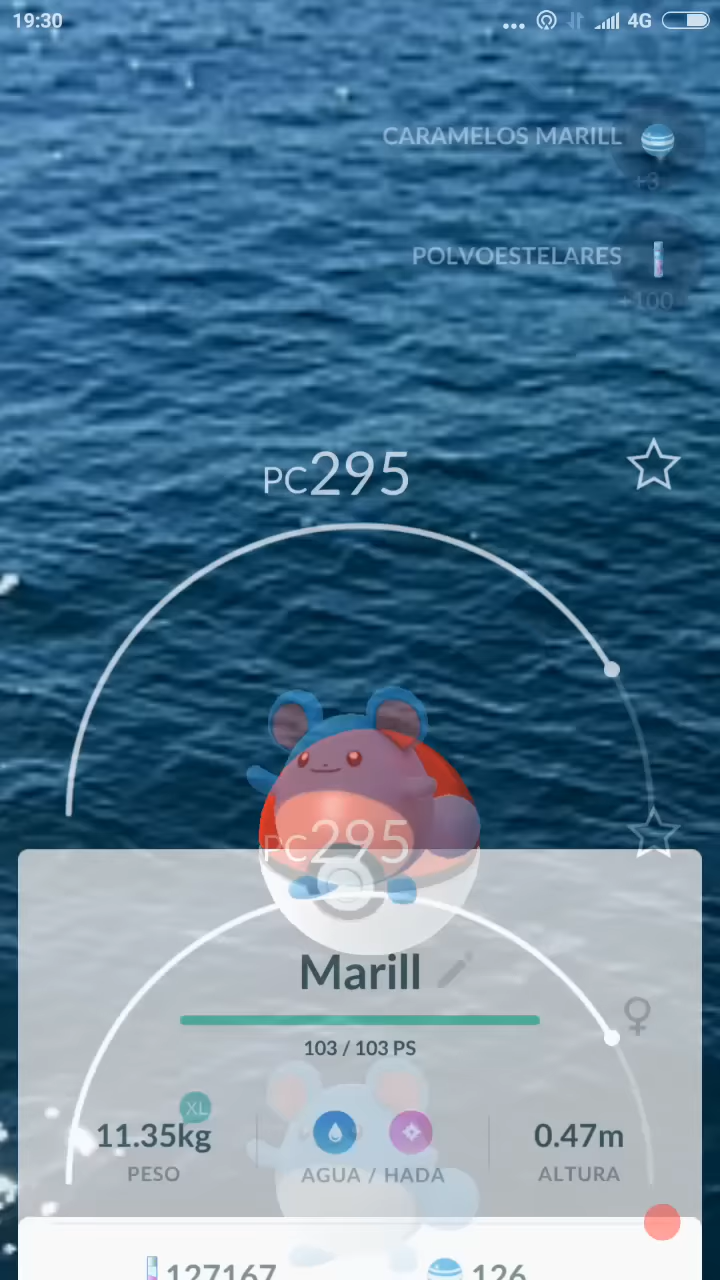 19:30
4G
CARAMELOS MARILL
+3
POLVOESTELARES
+100
PC295
PC295
Marill
103 / 103 PS
XL
11.35kg
0.47m
PESO
AGUA / HADA
ALTURA
127167
126